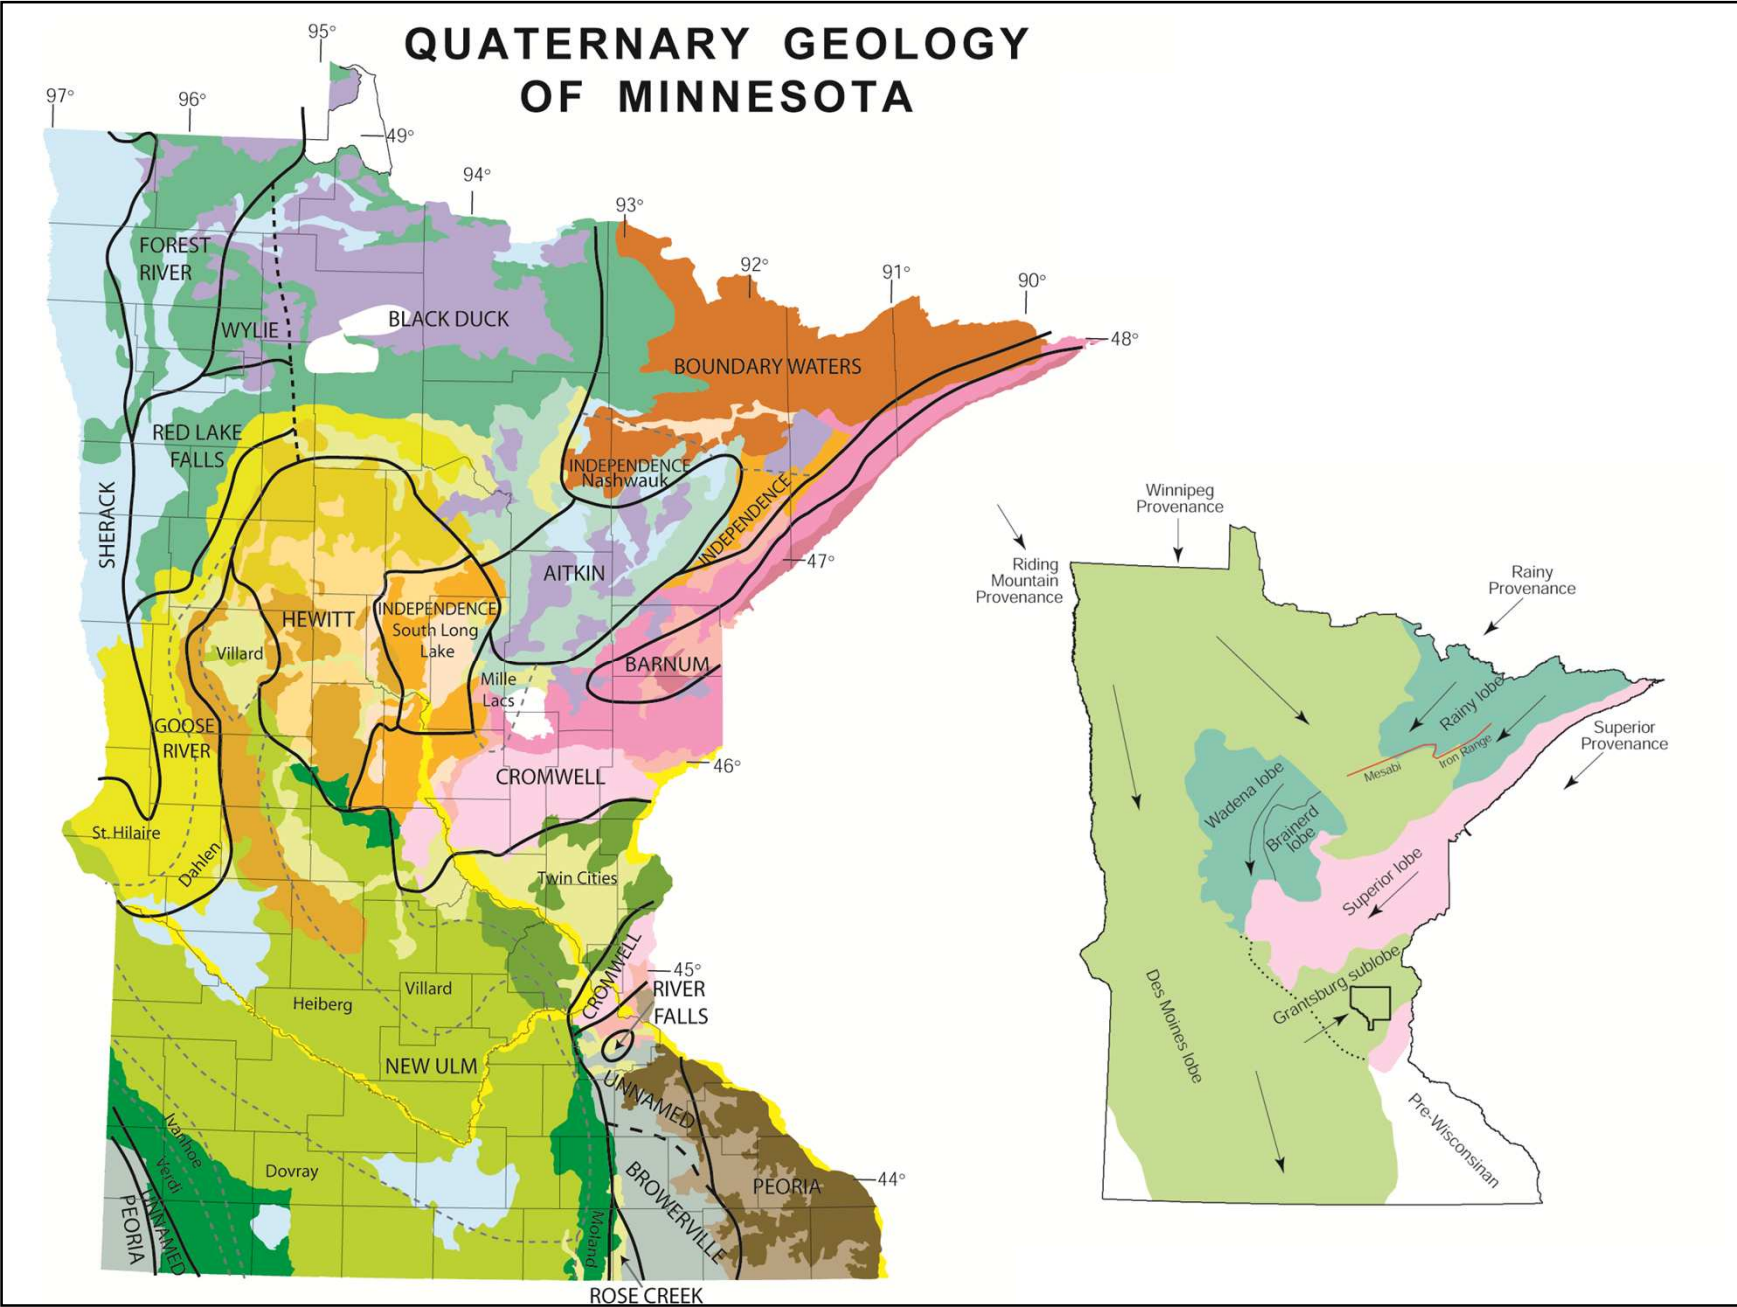 QUATERNARY GEOLOGY
OF MINNESOTA
97°
96°
95°
49°
94°
93°
92°
91°
90°
48°
47°
46°
45°
44°
FOREST
RIVER
WYLIE
BLACK DUCK
BOUNDARY WATERS
RED LAKE
FALLS
SHERACK
INDEPENDENCE
Nashwauk
INDEPENDENCE
AITKIN
HEWITT
INDEPENDENCE
South Long
Lake
Villard
Mille
Lacs
BARNUM
GOOSE
RIVER
CROMWELL
St. Hilaire
Dahlen
Twin Cities
CROMWELL
RIVER
FALLS
Villard
Heiberg
NEW ULM
UNNAMED
Ivanhoe
Verdi
UNNAMED
PEORIA
Dovray
Moland
BROWERVILLE
PEORIA
ROSE CREEK
Winnipeg
Provenance
Riding
Mountain
Provenance
Rainy
Provenance
Superior
Provenance
Rainy lobe
Mesabi
Iron Range
Wadena lobe
Brainerd
lobe
Superior lobe
Grantsburg sublobe
Des Moines lobe
Pre-Wisconsinan